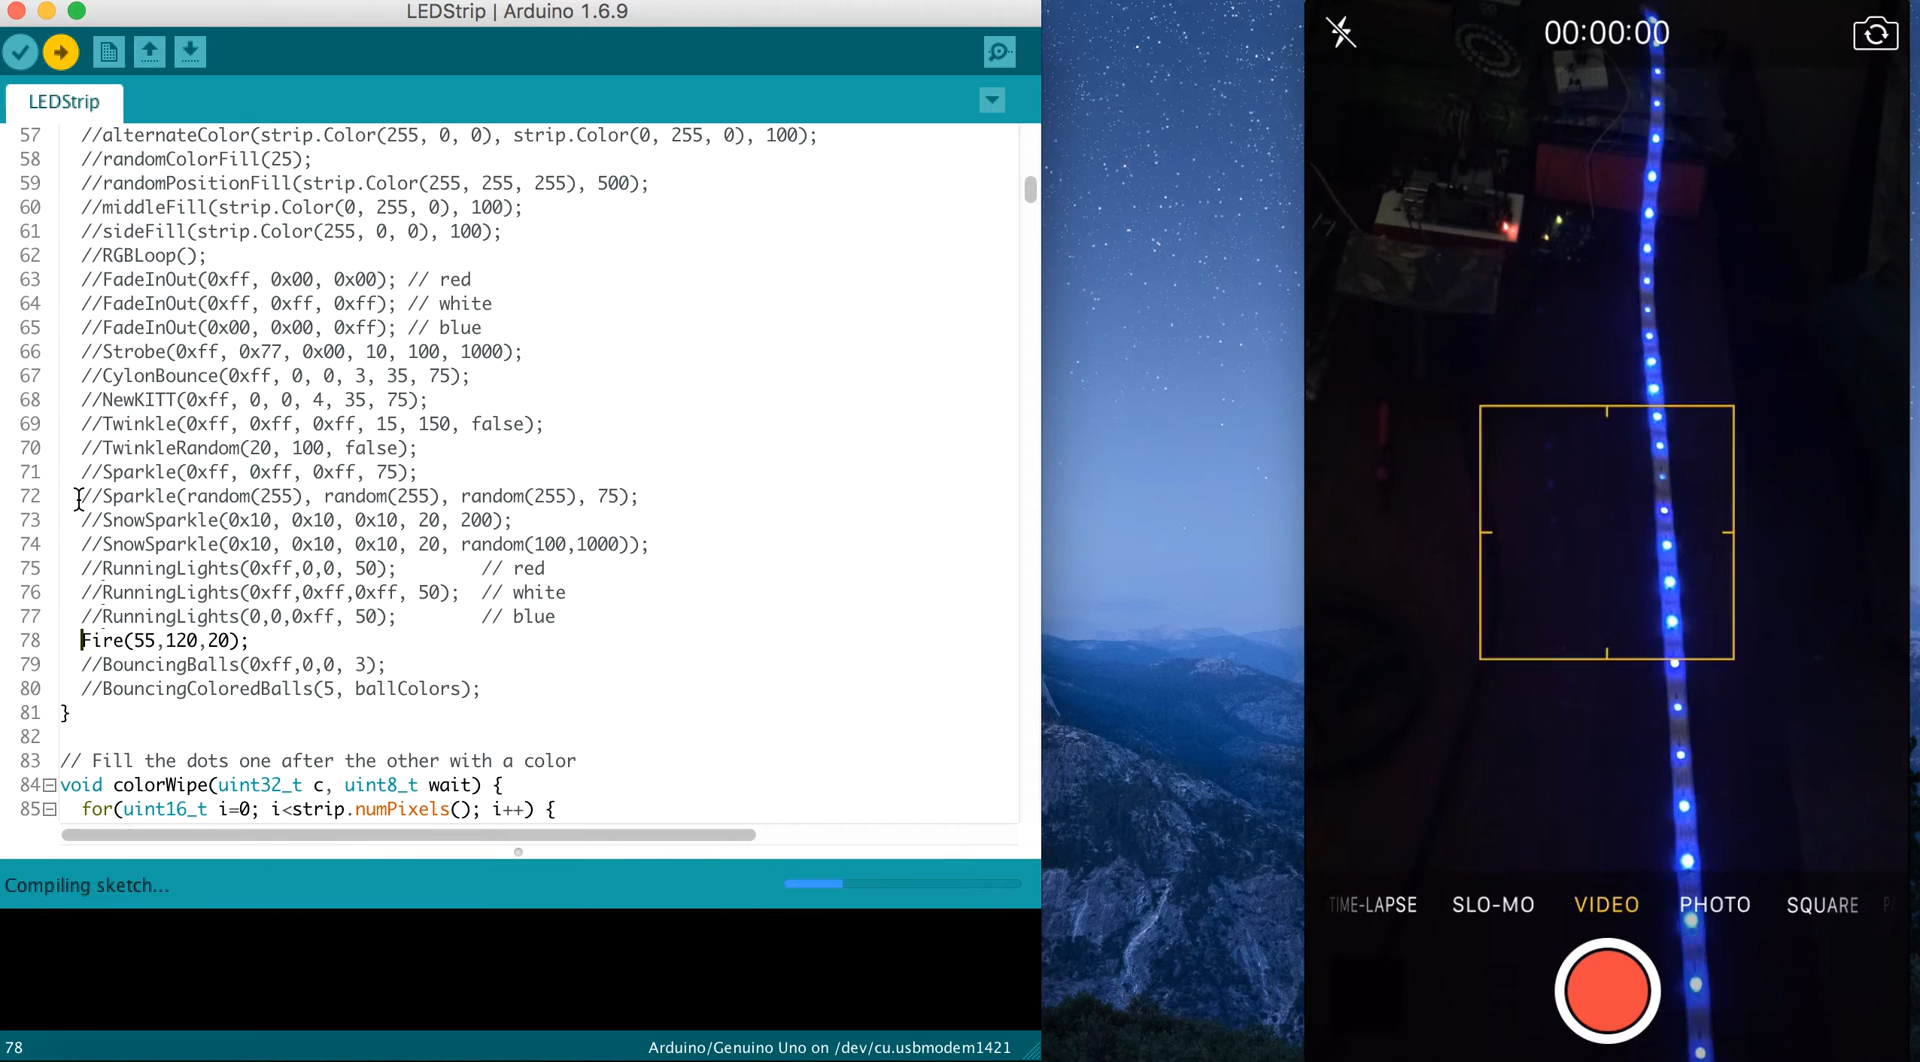 LEDStrip | Arduino 1.6.9
LEDStrip
57 //alternateColor(strip.Color(255, 0, 0), strip.Color(0, 255, 0), 100);
58 //randomColorFill(25);
59 //randomPositionFill(strip.Color(255, 255, 255), 500);
60 //middleFill(strip.Color(0, 255, 0), 100);
61 //sideFill(strip.Color(255, 0, 0), 100);
62 //RGBLoop();
63 //FadeInOut(0xff, 0x00, 0x00); // red
64 //FadeInOut(0xff, 0xff, 0xff); // white
65 //FadeInOut(0x00, 0x00, 0xff); // blue
66 //Strobe(0xff, 0x77, 0x00, 10, 100, 1000);
67 //CylonBounce(0xff, 0, 0, 3, 35, 75);
68 //NewKITT(0xff, 0, 0, 4, 35, 75);
69 //Twinkle(0xff, 0xff, 0xff, 15, 150, false);
70 //TwinkleRandom(20, 100, false);
71 //Sparkle(0xff, 0xff, 0xff, 75);
72 //Sparkle(random(255), random(255), random(255), 75);
73 //SnowSparkle(0x10, 0x10, 0x10, 20, 200);
74 //SnowSparkle(0x10, 0x10, 0x10, 20, random(100,1000));
75 //RunningLights(0xff,0,0, 50); // red
76 //RunningLights(0xff,0xff,0xff, 50); // white
77 //RunningLights(0,0,0xff, 50); // blue
78 Fire(55,120,20);
79 //BouncingBalls(0xff,0,0, 3);
80 //BouncingColoredBalls(5, ballColors);
81 }
82
83 // Fill the dots one after the other with a color
84 void colorWipe(uint32_t c, uint8_t wait) {
85 for(uint16_t i=0; i<strip.numPixels(); i++) {
Compiling sketch...
78
Arduino/Genuino Uno on /dev/cu.usbmodem1421
00:00:00
TIME-LAPSE SLO-MO VIDEO PHOTO SQUARE